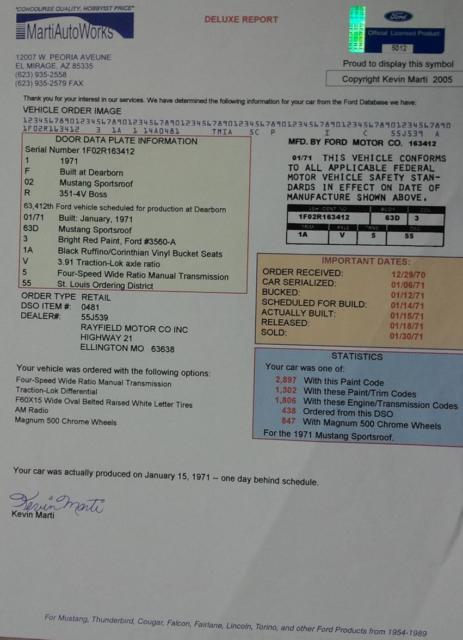 "CONCOURSE QUALITY, HOBBYIST PRICE"
MartiAutoWorks
DELUXE REPORT
Ford
Official Licensed Product
12007 W. PEORIA AVEUNE
EL MIRAGE, AZ 85335
(623) 935-2558
(623) 935-2579 FAX
Proud to display this symbol
Copyright Kevin Marti 2005
Thank you for your interest in our services. We have determined the following information for your car from the Ford Database we have:
VEHICLE ORDER IMAGE
1F02R163412 3 1A 1 14A0481 TMIA SC P I C 55J539 A
DOOR DATA PLATE INFORMATION
Serial Number 1F02R163412
1 1971
F Built at Dearborn
02 Mustang Sportsroof
R 351-4V Boss
63,412th Ford vehicle scheduled for production at Dearborn
01/71 Built: January, 1971
63D Mustang Sportsroof
3 Bright Red Paint, Ford #3560-A
1A Black Ruffino/Corinthian Vinyl Bucket Seats
V 3.91 Traction-Lok axle ratio
5 Four-Speed Wide Ratio Manual Transmission
55 St. Louis Ordering District
MFD. BY FORD MOTOR CO. 163412
01/71 THIS VEHICLE CONFORMS
TO ALL APPLICABLE FEDERAL
MOTOR VEHICLE SAFETY STAN-
DARDS IN EFFECT ON DATE OF
MANUFACTURE SHOWN ABOVE.
1F02R163412 63D 3
1A V 5 55
ORDER TYPE RETAIL
DSO ITEM #: 0481
DEALER#: 55J539
RAYFIELD MOTOR CO INC
HIGHWAY 21
ELLINGTON MO 63638
IMPORTANT DATES:
ORDER RECEIVED: 12/29/70
CAR SERIALIZED: 01/06/71
BUCKED: 01/12/71
SCHEDULED FOR BUILD: 01/14/71
ACTUALLY BUILT: 01/15/71
RELEASED: 01/18/71
SOLD: 01/30/71
Your vehicle was ordered with the following options:
Four-Speed Wide Ratio Manual Transmission
Traction-Lok Differential
F60X15 Wide Oval Belted Raised White Letter Tires
AM Radio
Magnum 500 Chrome Wheels
STATISTICS
Your car was one of:
2,897 With this Paint Code
1,302 With these Paint/Trim Codes
1,806 With these Engine/Transmission Codes
438 Ordered from this DSO
847 With Magnum 500 Chrome Wheels
For the 1971 Mustang Sportsroof.
Your car was actually produced on January 15, 1971 -- one day behind schedule.
Kevin Marti
Kevin Marti
For Mustang, Thunderbird, Cougar, Falcon, Fairlane, Lincoln, Torino, and other Ford Products from 1954-1989